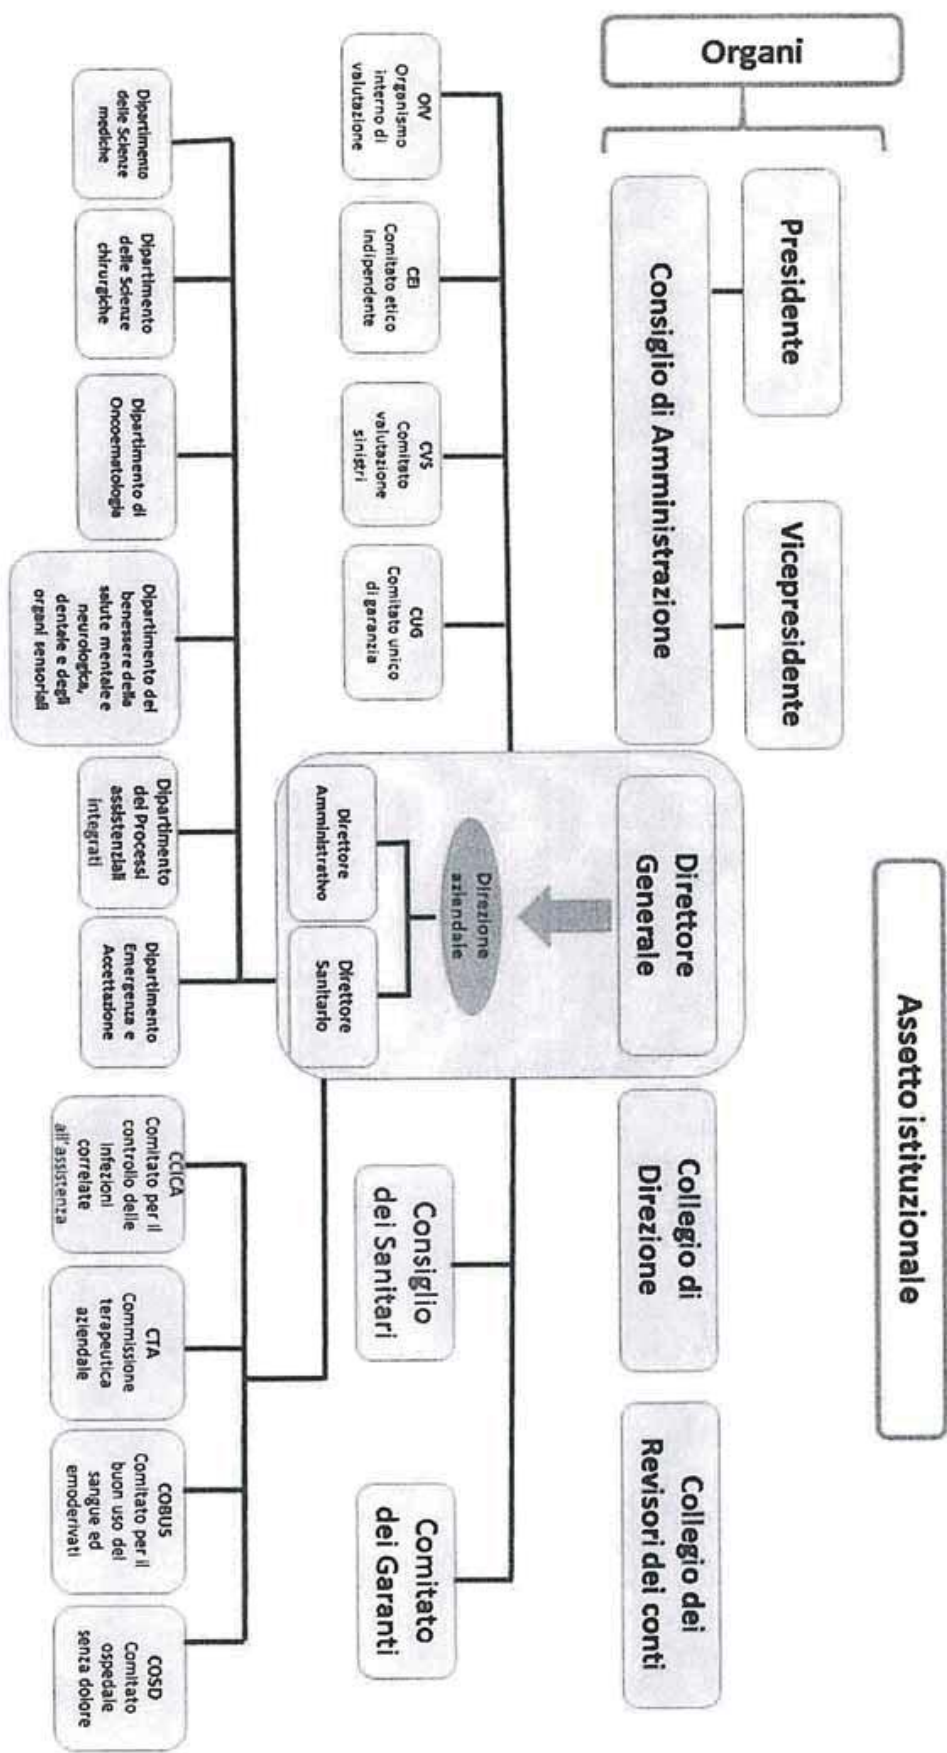 Assetto istituzionale
Organi
Presidente
Vicepresidente
Consiglio di Amministrazione
Direttore
Generale
Collegio di
Direzione
Collegio dei
Revisori dei conti
Direzione
aziendale
Direttore
Amministrativo
Direttore
Sanitario
OIV
Organismo
interno di
valutazione
CEI
Comitato etico
indipendente
CVS
Comitato
valutazione
sinistri
CUG
Comitato unico
di garanzia
Consiglio
dei Sanitari
Comitato
dei Garanti
Dipartimento
delle Scienze
mediche
Dipartimento
delle Scienze
chirurgiche
Dipartimento di
Oncoematologia
Dipartimento del
benessere della
salute mentale e
neurologica,
dentale e degli
organi sensoriali
Dipartimento
dei Processi
assistenziali
integrati
Dipartimento
Emergenza e
Accettazione
CCICA
Comitato per il
controllo delle
infezioni
correlate
all'assistenza
CTA
Commissione
terapeutica
aziendale
COBUS
Comitato per il
buon uso del
sangue ed
emoderivati
COSD
Comitato
ospedale
senza dolore